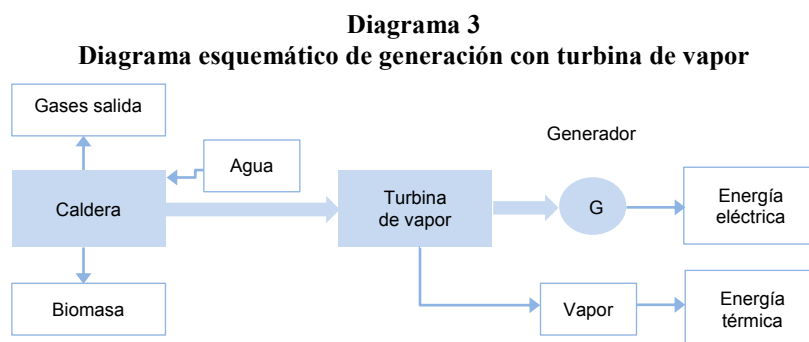 Diagrama 3
Diagrama esquemático de generación con turbina de vapor
Gases salida
Generador
Agua
Caldera
Turbina
de vapor
G
Energía
eléctrica
Biomasa
Vapor
Energía
térmica